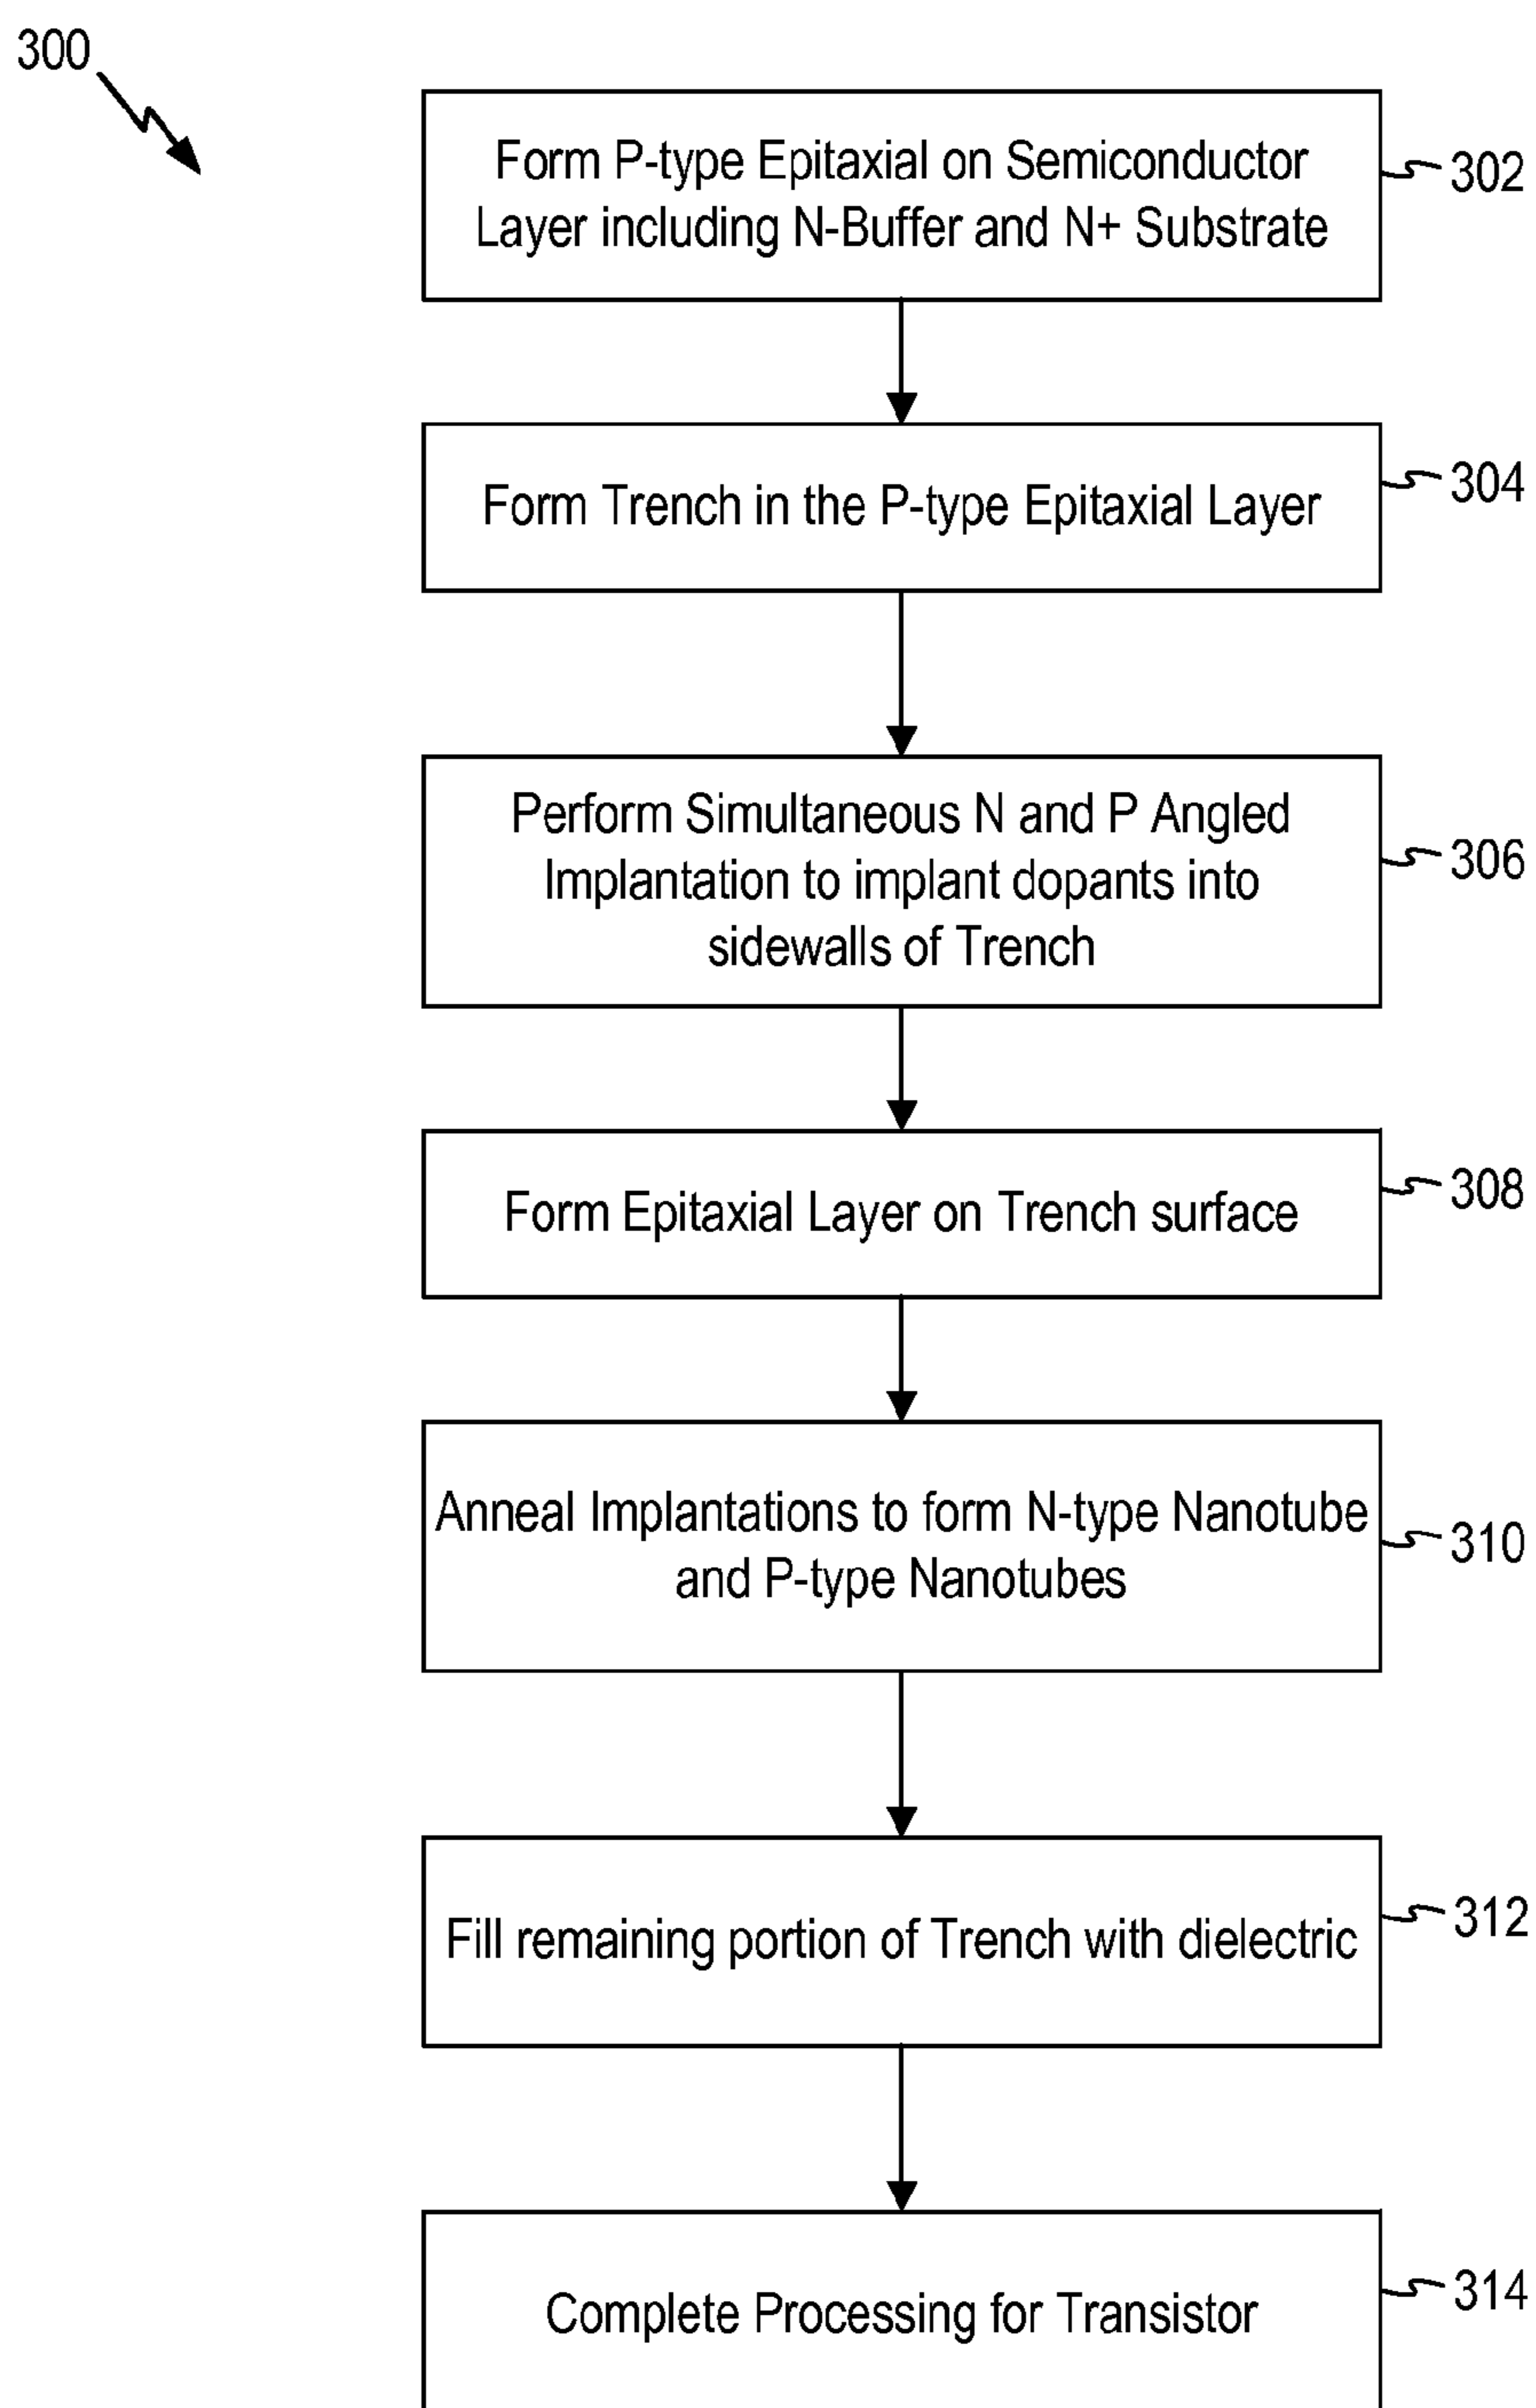 300
Form P-type Epitaxial on Semiconductor
Layer including N-Buffer and N+ Substrate
302
Form Trench in the P-type Epitaxial Layer
304
Perform Simultaneous N and P Angled
Implantation to implant dopants into
sidewalls of Trench
306
Form Epitaxial Layer on Trench surface
308
Anneal Implantations to form N-type Nanotube
and P-type Nanotubes
310
Fill remaining portion of Trench with dielectric
312
Complete Processing for Transistor
314